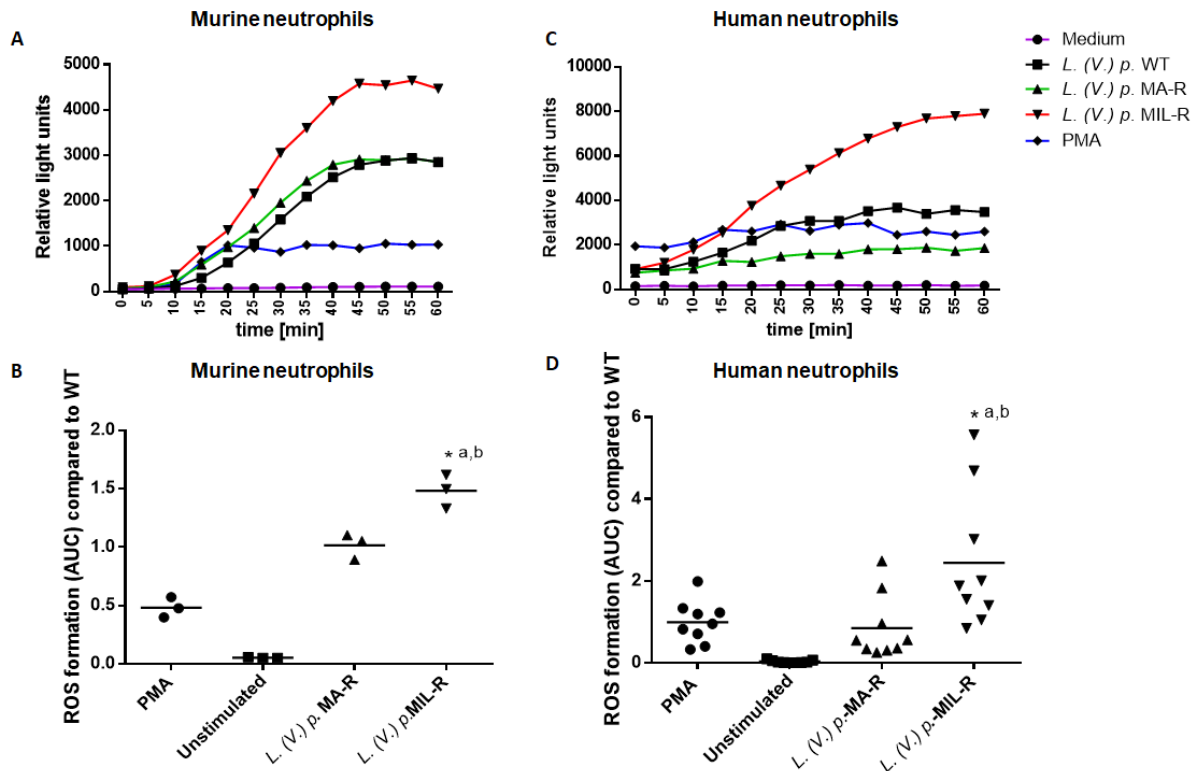 Murine neutrophils
A
Relative light units
5000
4000
3000
2000
1000
0
0 5 10 15 20 25 30 35 40 45 50 55 60
time [min]
Human neutrophils
C
Relative light units
10000
8000
6000
4000
2000
0
0 5 10 15 20 25 30 35 40 45 50 55 60
time [min]
Medium
L. (V.) p. WT
L. (V.) p. MA-R
L. (V.) p. MIL-R
PMA
Murine neutrophils
B
ROS formation (AUC) compared to WT
2.0
1.5
1.0
0.5
0.0
* a,b
PMA
Unstimulated
L. (V.) p. MA-R
L. (V.) p.MIL-R
Human neutrophils
D
ROS formation (AUC) compared to WT
6
4
2
0
* a,b
PMA
Unstimulated
L. (V.) p.-MA-R
L. (V.) p.-MIL-R